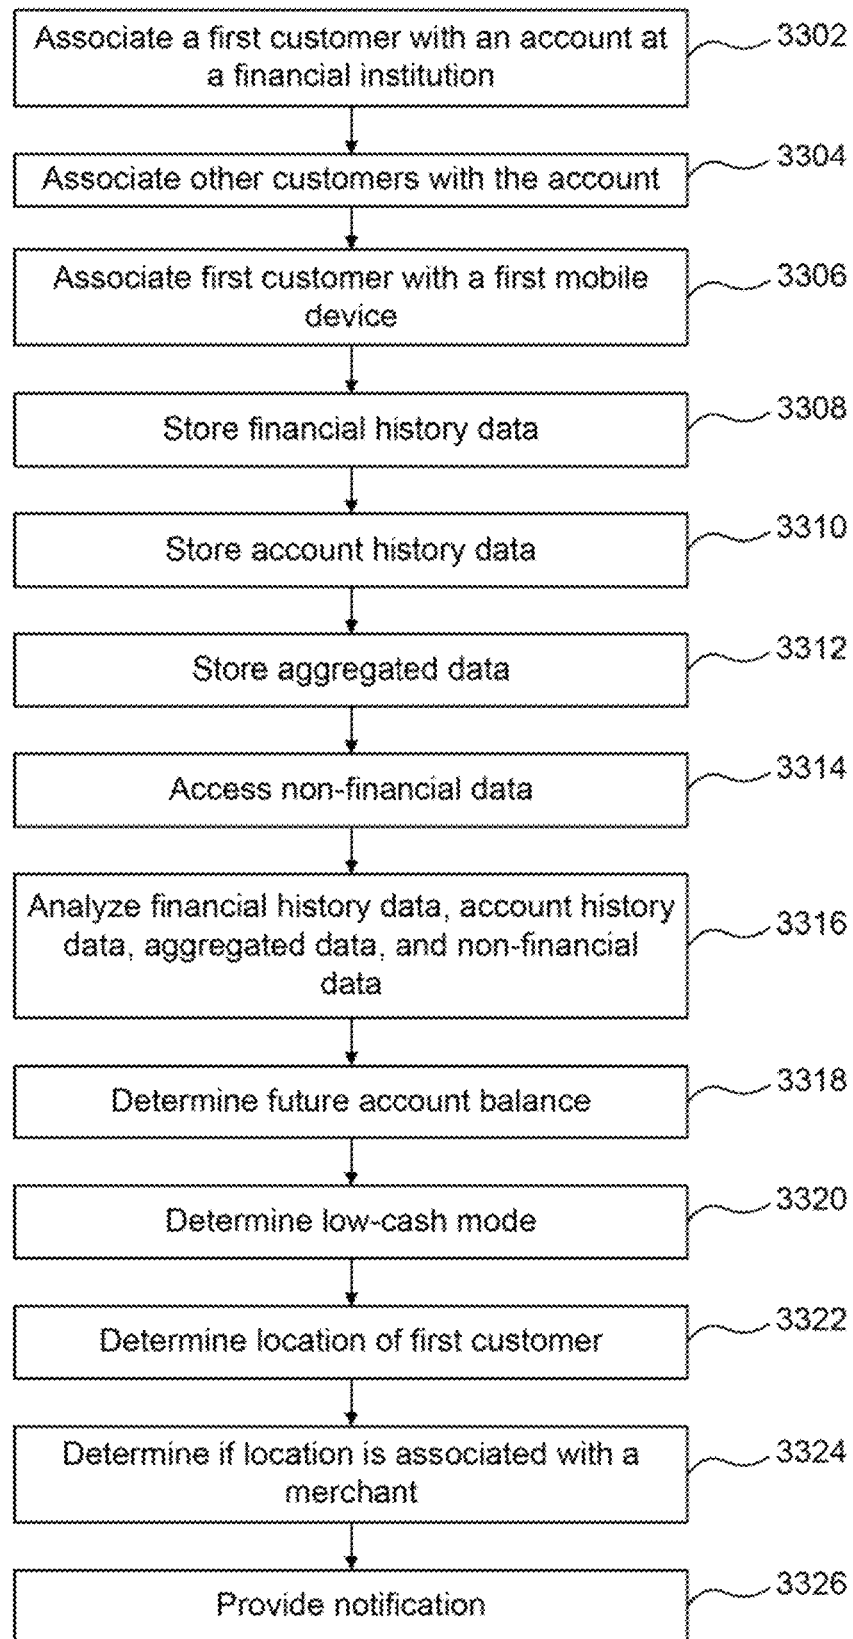 Associate a first customer with an account at
a financial institution
3302
Associate other customers with the account
3304
Associate first customer with a first mobile
device
3306
Store financial history data
3308
Store account history data
3310
Store aggregated data
3312
Access non-financial data
3314
Analyze financial history data, account history
data, aggregated data, and non-financial
data
3316
Determine future account balance
3318
Determine low-cash mode
3320
Determine location of first customer
3322
Determine if location is associated with a
merchant
3324
Provide notification
3326